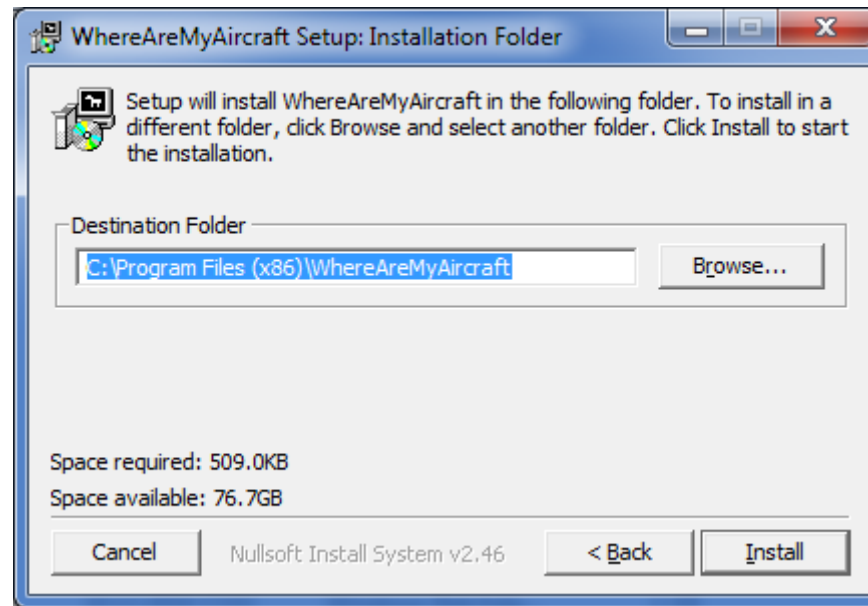 WhereAreMyAircraft Setup: Installation Folder
Setup will install WhereAreMyAircraft in the following folder. To install in a
different folder, click Browse and select another folder. Click Install to start
the installation.
Destination Folder
C:\Program Files (x86)\WhereAreMyAircraft
Browse...
Space required: 509.0KB
Space available: 76.7GB
Cancel
Nullsoft Install System v2.46
< Back
Install